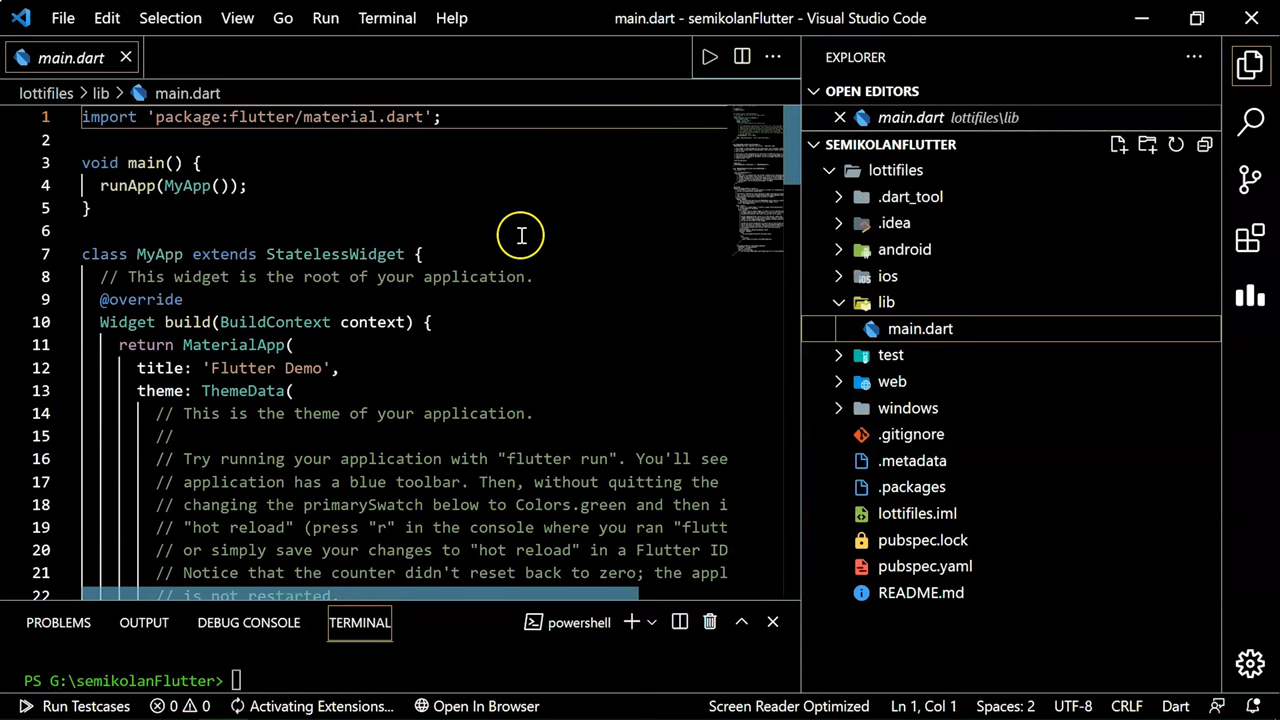 File Edit Selection View Go Run Terminal Help
main.dart - semikolanFlutter - Visual Studio Code
main.dart
lottifiles > lib > main.dart
1 import 'package:flutter/material.dart';
2
3 void main() {
4 runApp(MyApp());
5 }
6
7 class MyApp extends StatelessWidget {
8 // This widget is the root of your application.
9 @override
10 Widget build(BuildContext context) {
11 return MaterialApp(
12 title: 'Flutter Demo',
13 theme: ThemeData(
14 // This is the theme of your application.
15 //
16 // Try running your application with "flutter run". You'll see
17 // application has a blue toolbar. Then, without quitting the
18 // changing the primarySwatch below to Colors.green and then i
19 // "hot reload" (press "r" in the console where you ran "flutt
20 // or simply save your changes to "hot reload" in a Flutter ID
21 // Notice that the counter didn't reset back to zero; the appl
22 // is not restarted.
PROBLEMS OUTPUT DEBUG CONSOLE TERMINAL
powershell
PS G:\semikolanFlutter>
EXPLORER
OPEN EDITORS
main.dart lottifiles\lib
SEMIKOLANFLUTTER
lottifiles
.dart_tool
.idea
android
ios
lib
main.dart
test
web
windows
.gitignore
.metadata
.packages
lottifiles.iml
pubspec.lock
pubspec.yaml
README.md
Run Testcases 0 0 Activating Extensions... Open In Browser Screen Reader Optimized Ln 1, Col 1 Spaces: 2 UTF-8 CRLF Dart